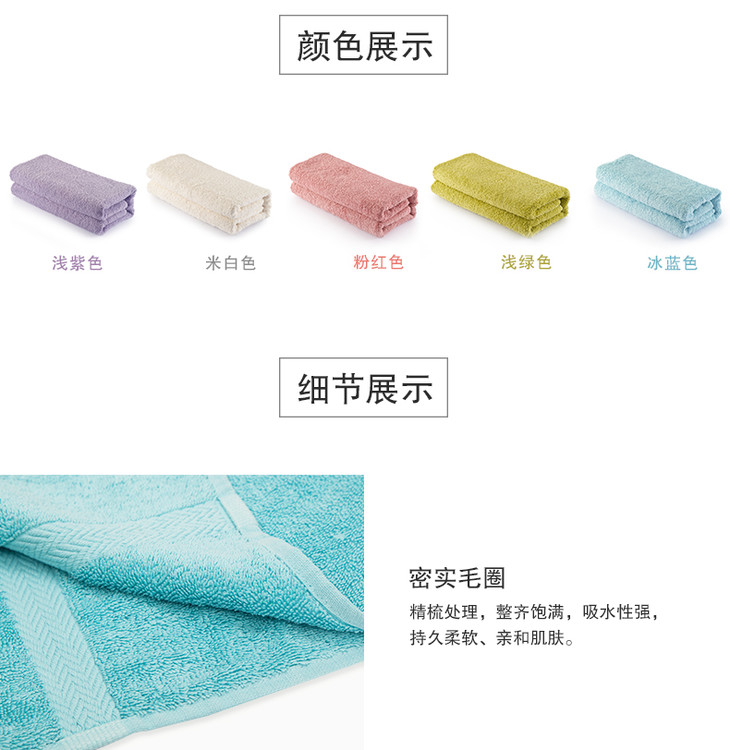 颜色展示
浅紫色
米白色
粉红色
浅绿色
冰蓝色
细节展示
密实毛圈
精梳处理，整齐饱满，吸水性强，
持久柔软、亲和肌肤。